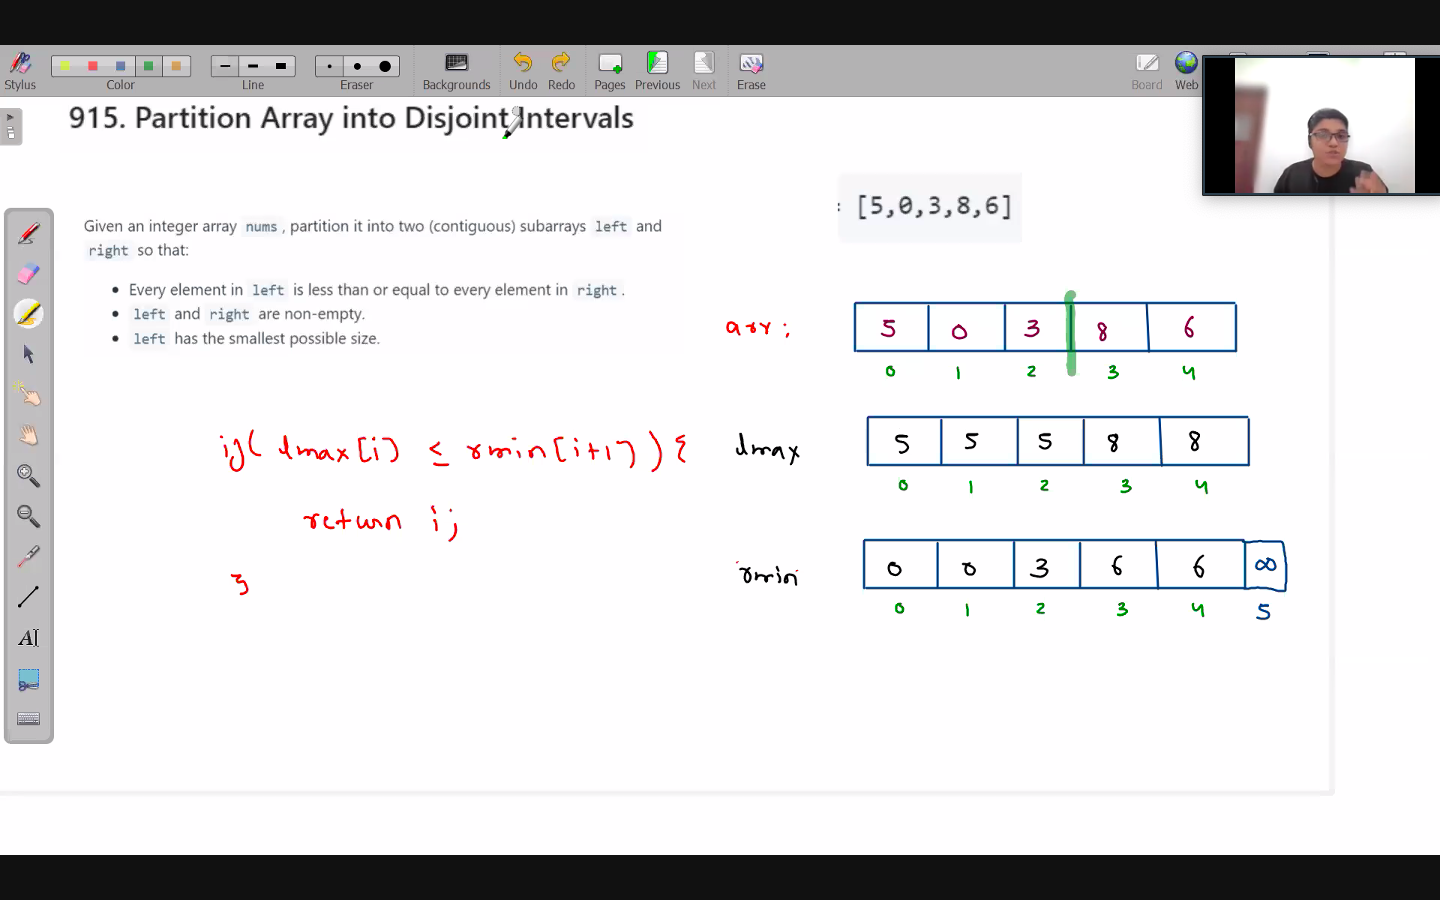 Stylus Color Line Eraser Backgrounds Undo Redo Pages Previous Next Erase Board Web
915. Partition Array into Disjoint Intervals
[5,0,3,8,6]
Given an integer array nums, partition it into two (contiguous) subarrays left and
right so that:
Every element in left is less than or equal to every element in right.
left and right are non-empty.
left has the smallest possible size.
arr:
5 0 3 8 6
0 1 2 3 4
if( lmax[i] ≤ rmin[i+1] ) {
return i;
}
lmax
5 5 5 8 8
0 1 2 3 4
rmin
0 0 3 6 6 ∞
0 1 2 3 4 5